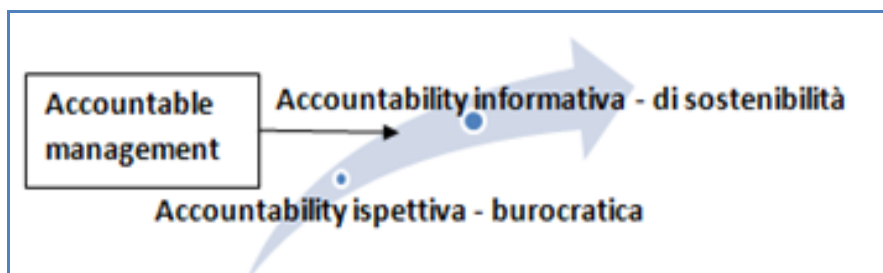 Accountable
management
Accountability informativa - di sostenibilità
Accountability ispettiva - burocratica